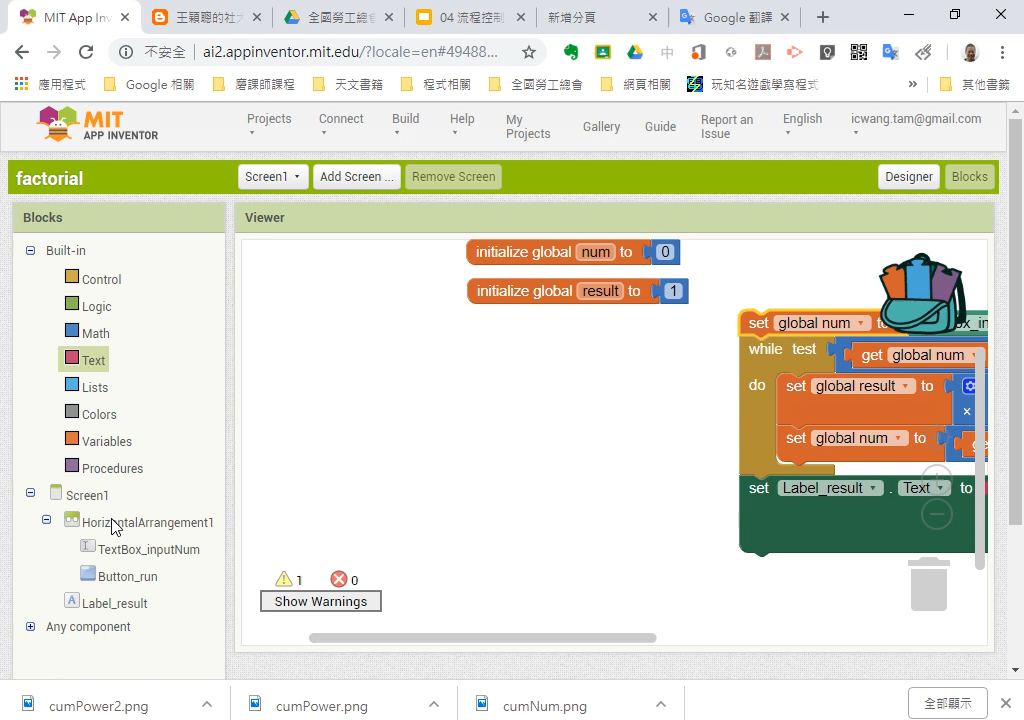 MIT App Inv
王穎聰的社
全國勞工總
04 流程控制
新增分頁
Google 翻譯
不安全 ai2.appinventor.mit.edu/?locale=en#49488...
應用程式
Google 相關
磨課師課程
天文書籍
程式相關
全國勞工總會
網頁相關
玩知名遊戲學寫程式
»
其他書籤
MIT
APP INVENTOR
Projects
Connect
Build
Help
My
Projects
Gallery
Guide
Report an
Issue
English
icwang.tam@gmail.com
factorial
Screen1
Add Screen ...
Remove Screen
Designer
Blocks
Blocks
Viewer
Built-in
Control
Logic
Math
Text
Lists
Colors
Variables
Procedures
Screen1
HorizontalArrangement1
TextBox_inputNum
Button_run
Label_result
Any component
initialize global num to 0
initialize global result to 1
set global num to
while test get global num
do set global result to
×
set global num to
set Label_result . Text to
1 0
Show Warnings
cumPower2.png
cumPower.png
cumNum.png
全部顯示